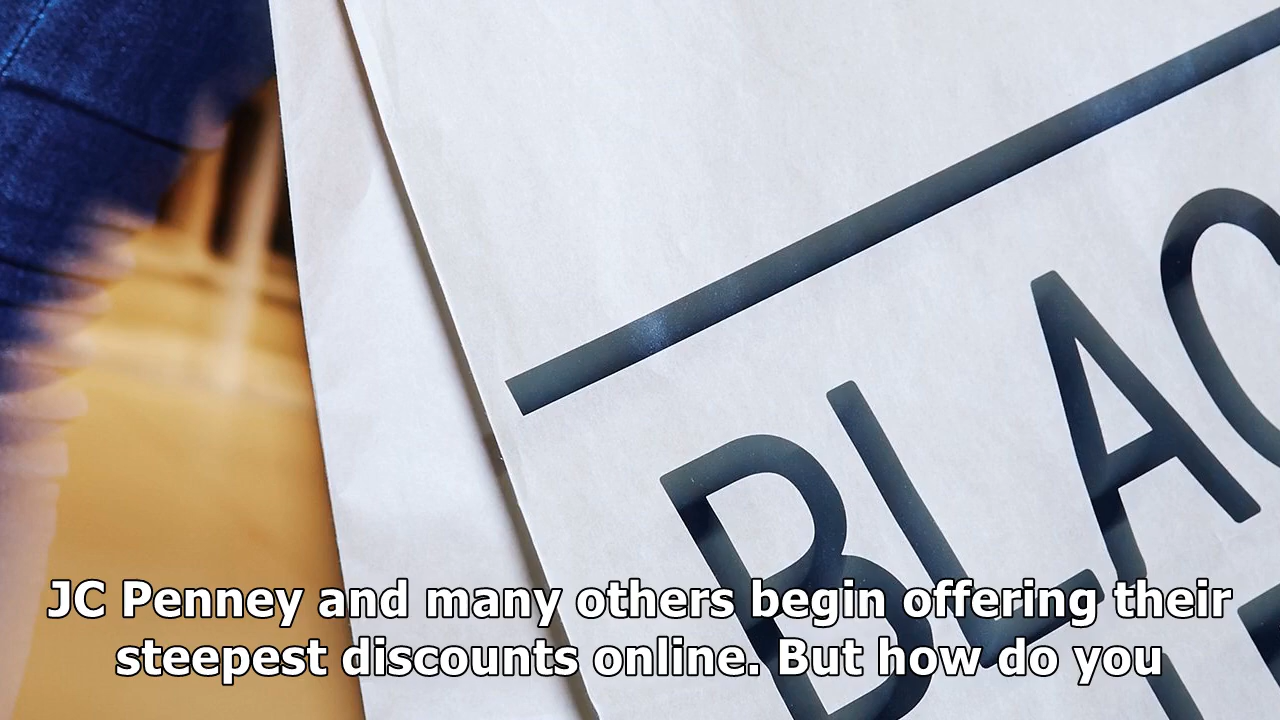 BLAC
JC Penney and many others begin offering their
steepest discounts online. But how do you